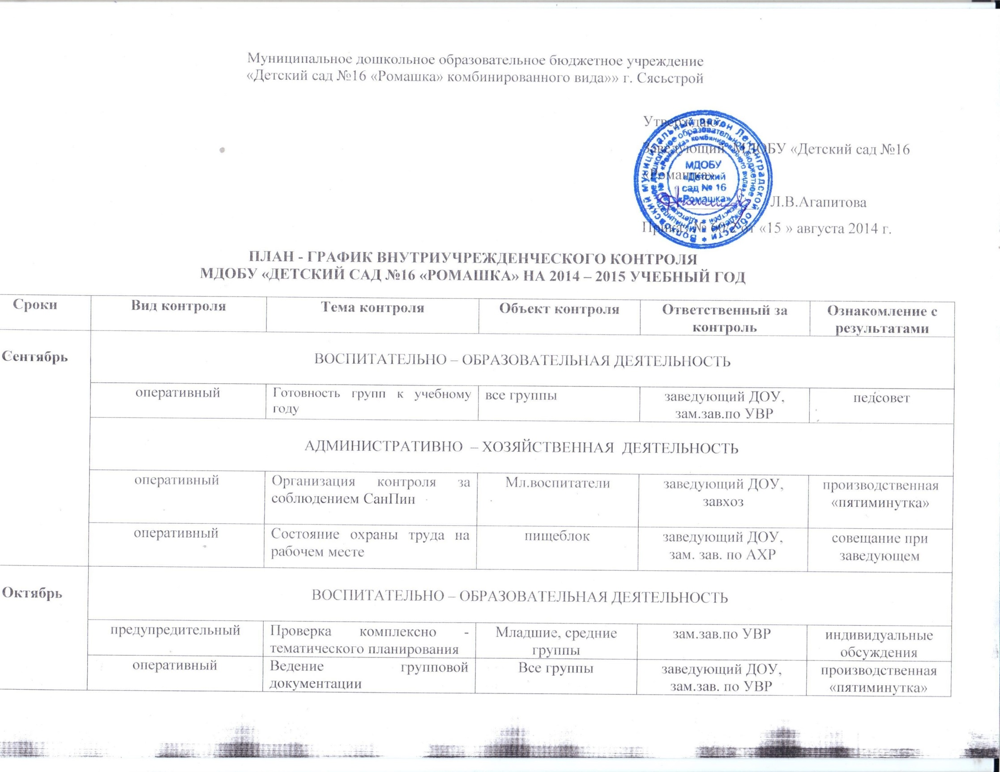 Муниципальное дошкольное образовательное бюджетное учреждение
«Детский сад №16 «Ромашка» комбинированного вида»» г. Сясьстрой
Утверждаю
Заведующий МДОБУ «Детский сад №16
«Ромашка»
Л.В.Агапитова
Приказ № 60/2 от «15 » августа 2014 г.
МДОБУ
«Детский
сад № 16
«Ромашка»
ПЛАН - ГРАФИК ВНУТРИУЧРЕЖДЕНЧЕСКОГО КОНТРОЛЯ
МДОБУ «ДЕТСКИЙ САД №16 «РОМАШКА» НА 2014 – 2015 УЧЕБНЫЙ ГОД
Сроки
Вид контроля
Тема контроля
Объект контроля
Ответственный за
контроль
Ознакомление с
результатами
Сентябрь
ВОСПИТАТЕЛЬНО – ОБРАЗОВАТЕЛЬНАЯ ДЕЯТЕЛЬНОСТЬ
оперативный
Готовность групп к учебному
году
все группы
заведующий ДОУ,
зам.зав.по УВР
педсовет
АДМИНИСТРАТИВНО – ХОЗЯЙСТВЕННАЯ ДЕЯТЕЛЬНОСТЬ
оперативный
Организация контроля за
соблюдением СанПин
Мл.воспитатели
заведующий ДОУ,
завхоз
производственная
«пятиминутка»
оперативный
Состояние охраны труда на
рабочем месте
пищеблок
заведующий ДОУ,
зам. зав. по АХР
совещание при
заведующем
Октябрь
ВОСПИТАТЕЛЬНО – ОБРАЗОВАТЕЛЬНАЯ ДЕЯТЕЛЬНОСТЬ
предупредительный
Проверка комплексно -
тематического планирования
Младшие, средние
группы
зам.зав.по УВР
индивидуальные
обсуждения
оперативный
Ведение групповой
документации
Все группы
заведующий ДОУ,
зам.зав. по УВР
производственная
«пятиминутка»